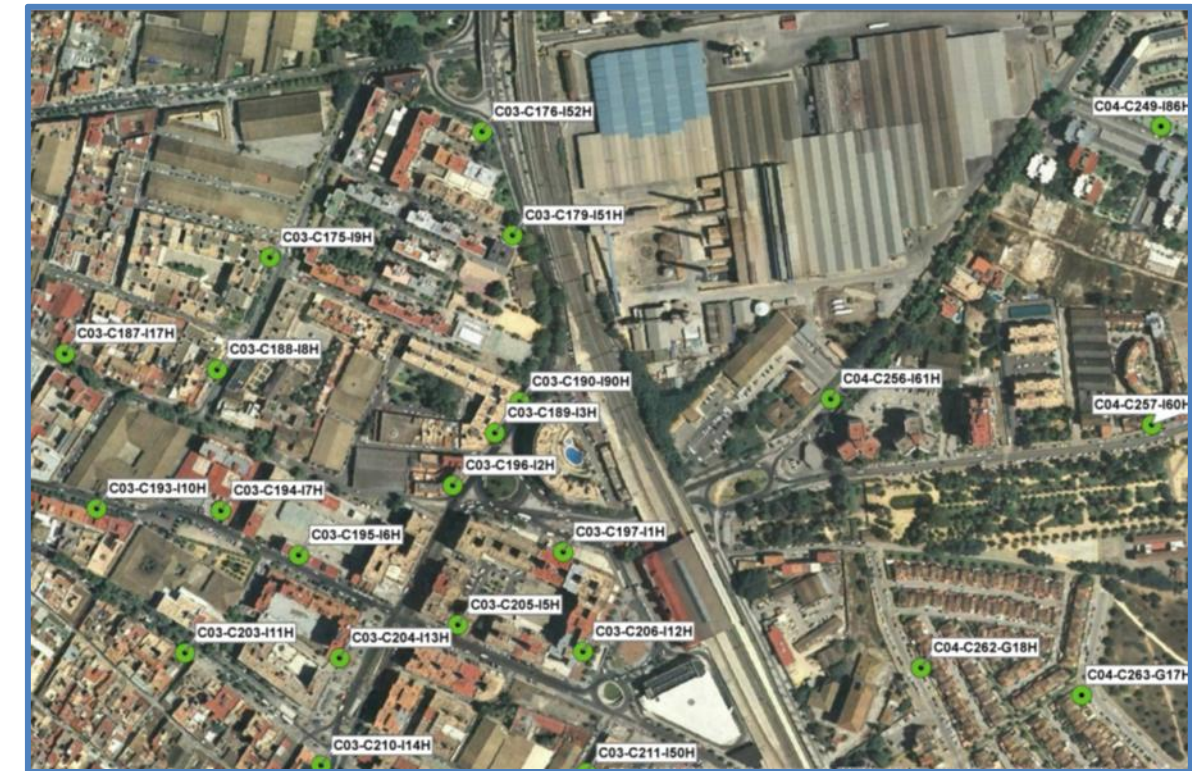 C03-C176-I52H
C04-C249-I86H
C03-C179-I51H
C03-C175-I9H
C03-C187-I17H
C03-C188-I8H
C03-C190-I90H
C04-C256-I61H
C03-C189-I3H
C04-C257-I60H
C03-C196-I2H
C03-C193-I10H
C03-C194-I7H
C03-C195-I6H
C03-C197-I1H
C03-C205-I5H
C03-C203-I11H
C03-C204-I13H
C03-C206-I12H
C04-C262-G18H
C04-C263-G17H
C03-C210-I14H
C03-C211-I50H